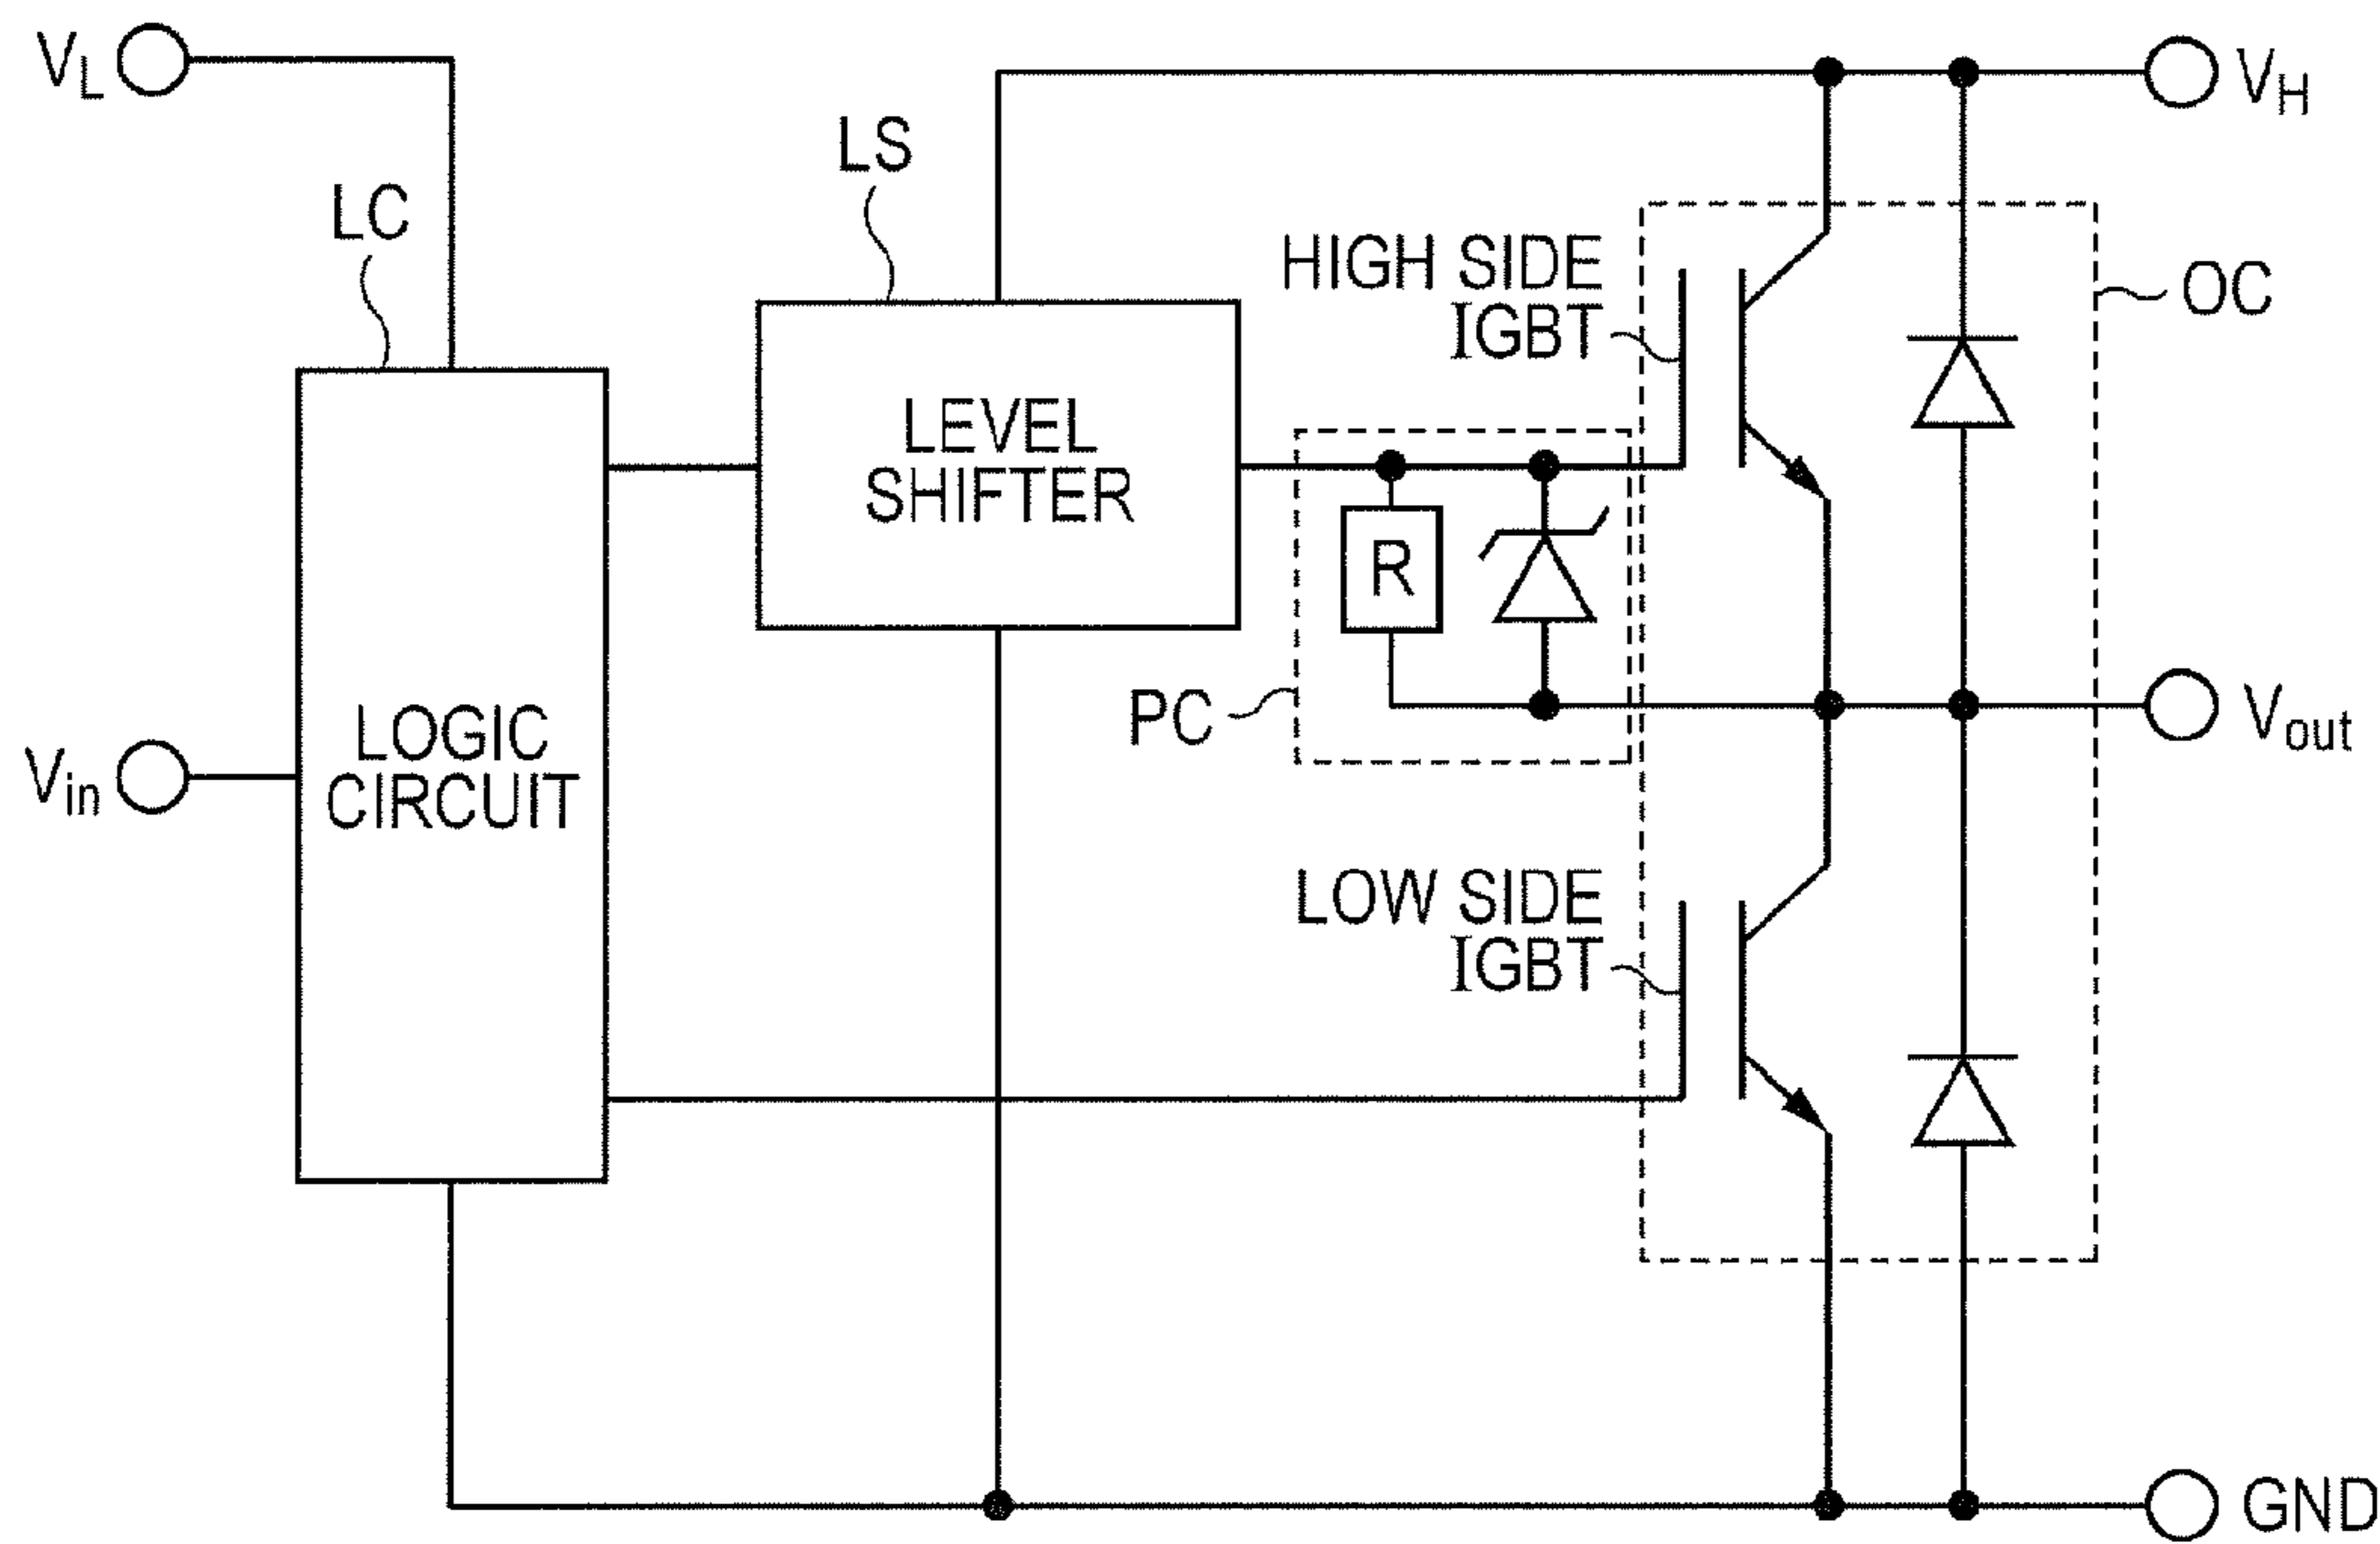 VL
VH
LS
LC
HIGH SIDE
IGBT
OC
LEVEL
SHIFTER
R
PC
Vout
LOGIC
CIRCUIT
Vin
LOW SIDE
IGBT
GND